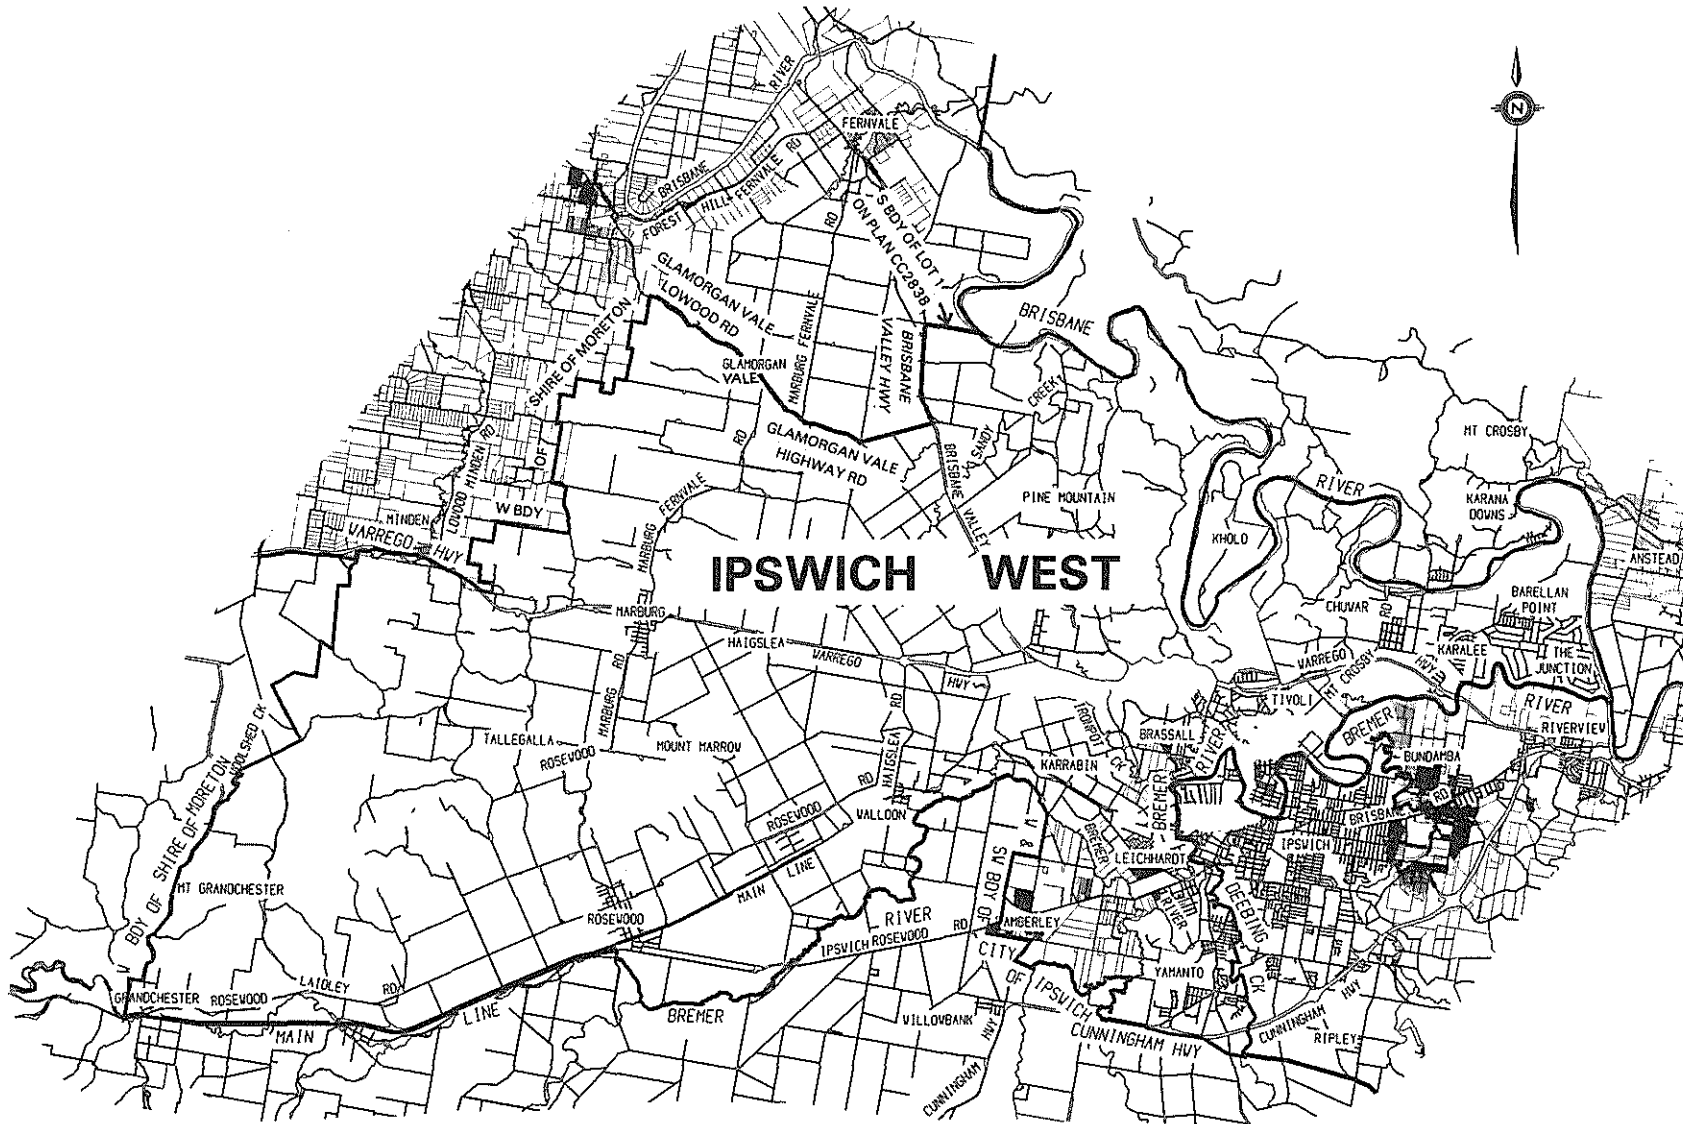 N
RIVER
FERNVALE
BRISBANE
FOREST HILL FERNVALE RD
RD
S BDY OF LOT 1
ON PLAN CC2838
GLAMORGAN VALE
LOWOOD RD
SHIRE OF MORETON
BRISBANE
GLAMORGAN
VALE
MARBURG FERNVALE
BRISBANE
VALLEY HWY
CREEK
SANDY
MT CROSBY
LOWOOD MINDEN RD
OF
RD
GLAMORGAN VALE
HIGHWAY RD
BRISBANE VALLEY
RIVER
KARANA
DOWNS
PINE MOUNTAIN
W BDY
MINDEN
WARREGO HWY
MARBURG FERNVALE
KHOLO
ANSTEAD
IPSWICH WEST
BARELLAN
POINT
CHUWAR
RD
MARBURG
HAIGSLEA
WARREGO
HWY
KARALEE
THE
JUNCTION
WARREGO
HWY
MT CROSBY
TIVOLI
RIVER
RIVERVIEW
BREMER
RIVER
MARBURG RD
RD
HAIGSLEA
TALLEGALLA
ROSEWOOD
MOUNT MARROW
IRONPOT CK
BRASSALL
KARRABIN
BUNDAMBA
BDY OF SHIRE OF MORETON
WOOLSHED CK
ROSEWOOD RD
WALLOON
BREMER
BRISBANE RD
IPSWICH
W &
SW BDY OF
BREMER
RIVER
LEICHHARDT
MAIN LINE
MT GRANDCHESTER
ROSEWOOD
RIVER
IPSWICH ROSEWOOD RD
AMBERLEY
DEEBING CK
CITY
OF IPSWICH
YAMANTO
LAIDLEY RD
GRANDCHESTER ROSEWOOD
MAIN LINE
BREMER
WILLOWBANK
CUNNINGHAM HWY
CUNNINGHAM HWY
CUNNINGHAM HWY
RIPLEY